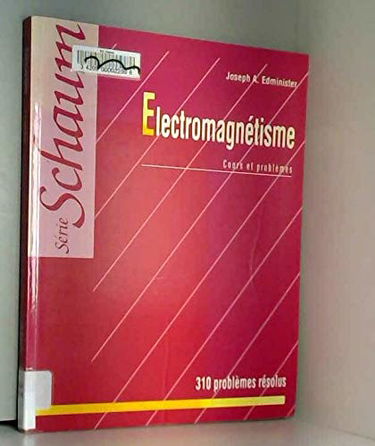 Série Schaum
Joseph A. Edminister
Electromagnétisme
Cours et problèmes
310 problèmes résolus